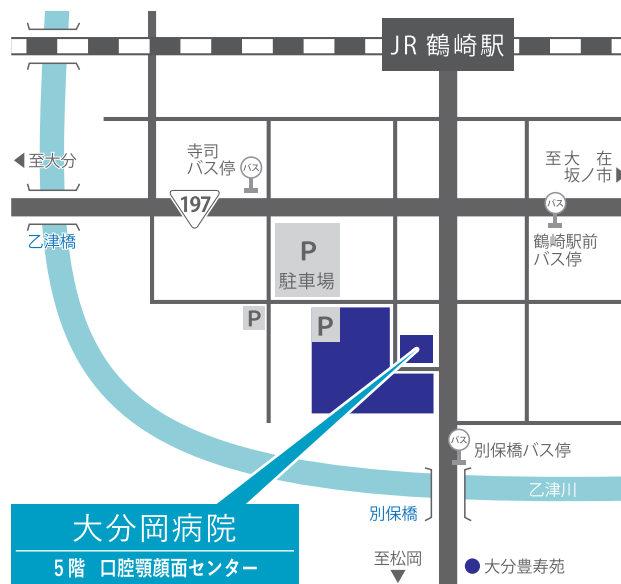 JR 鶴崎駅
寺司
バス停
バス
至大分
至大 在
坂ノ市
197
バス
乙津橋
鶴崎駅前
バス停
P
駐車場
P
P
バス
別保橋バス停
乙津川
別保橋
大分岡病院
5階 口腔顎顔面センター
至松岡
大分豊寿苑